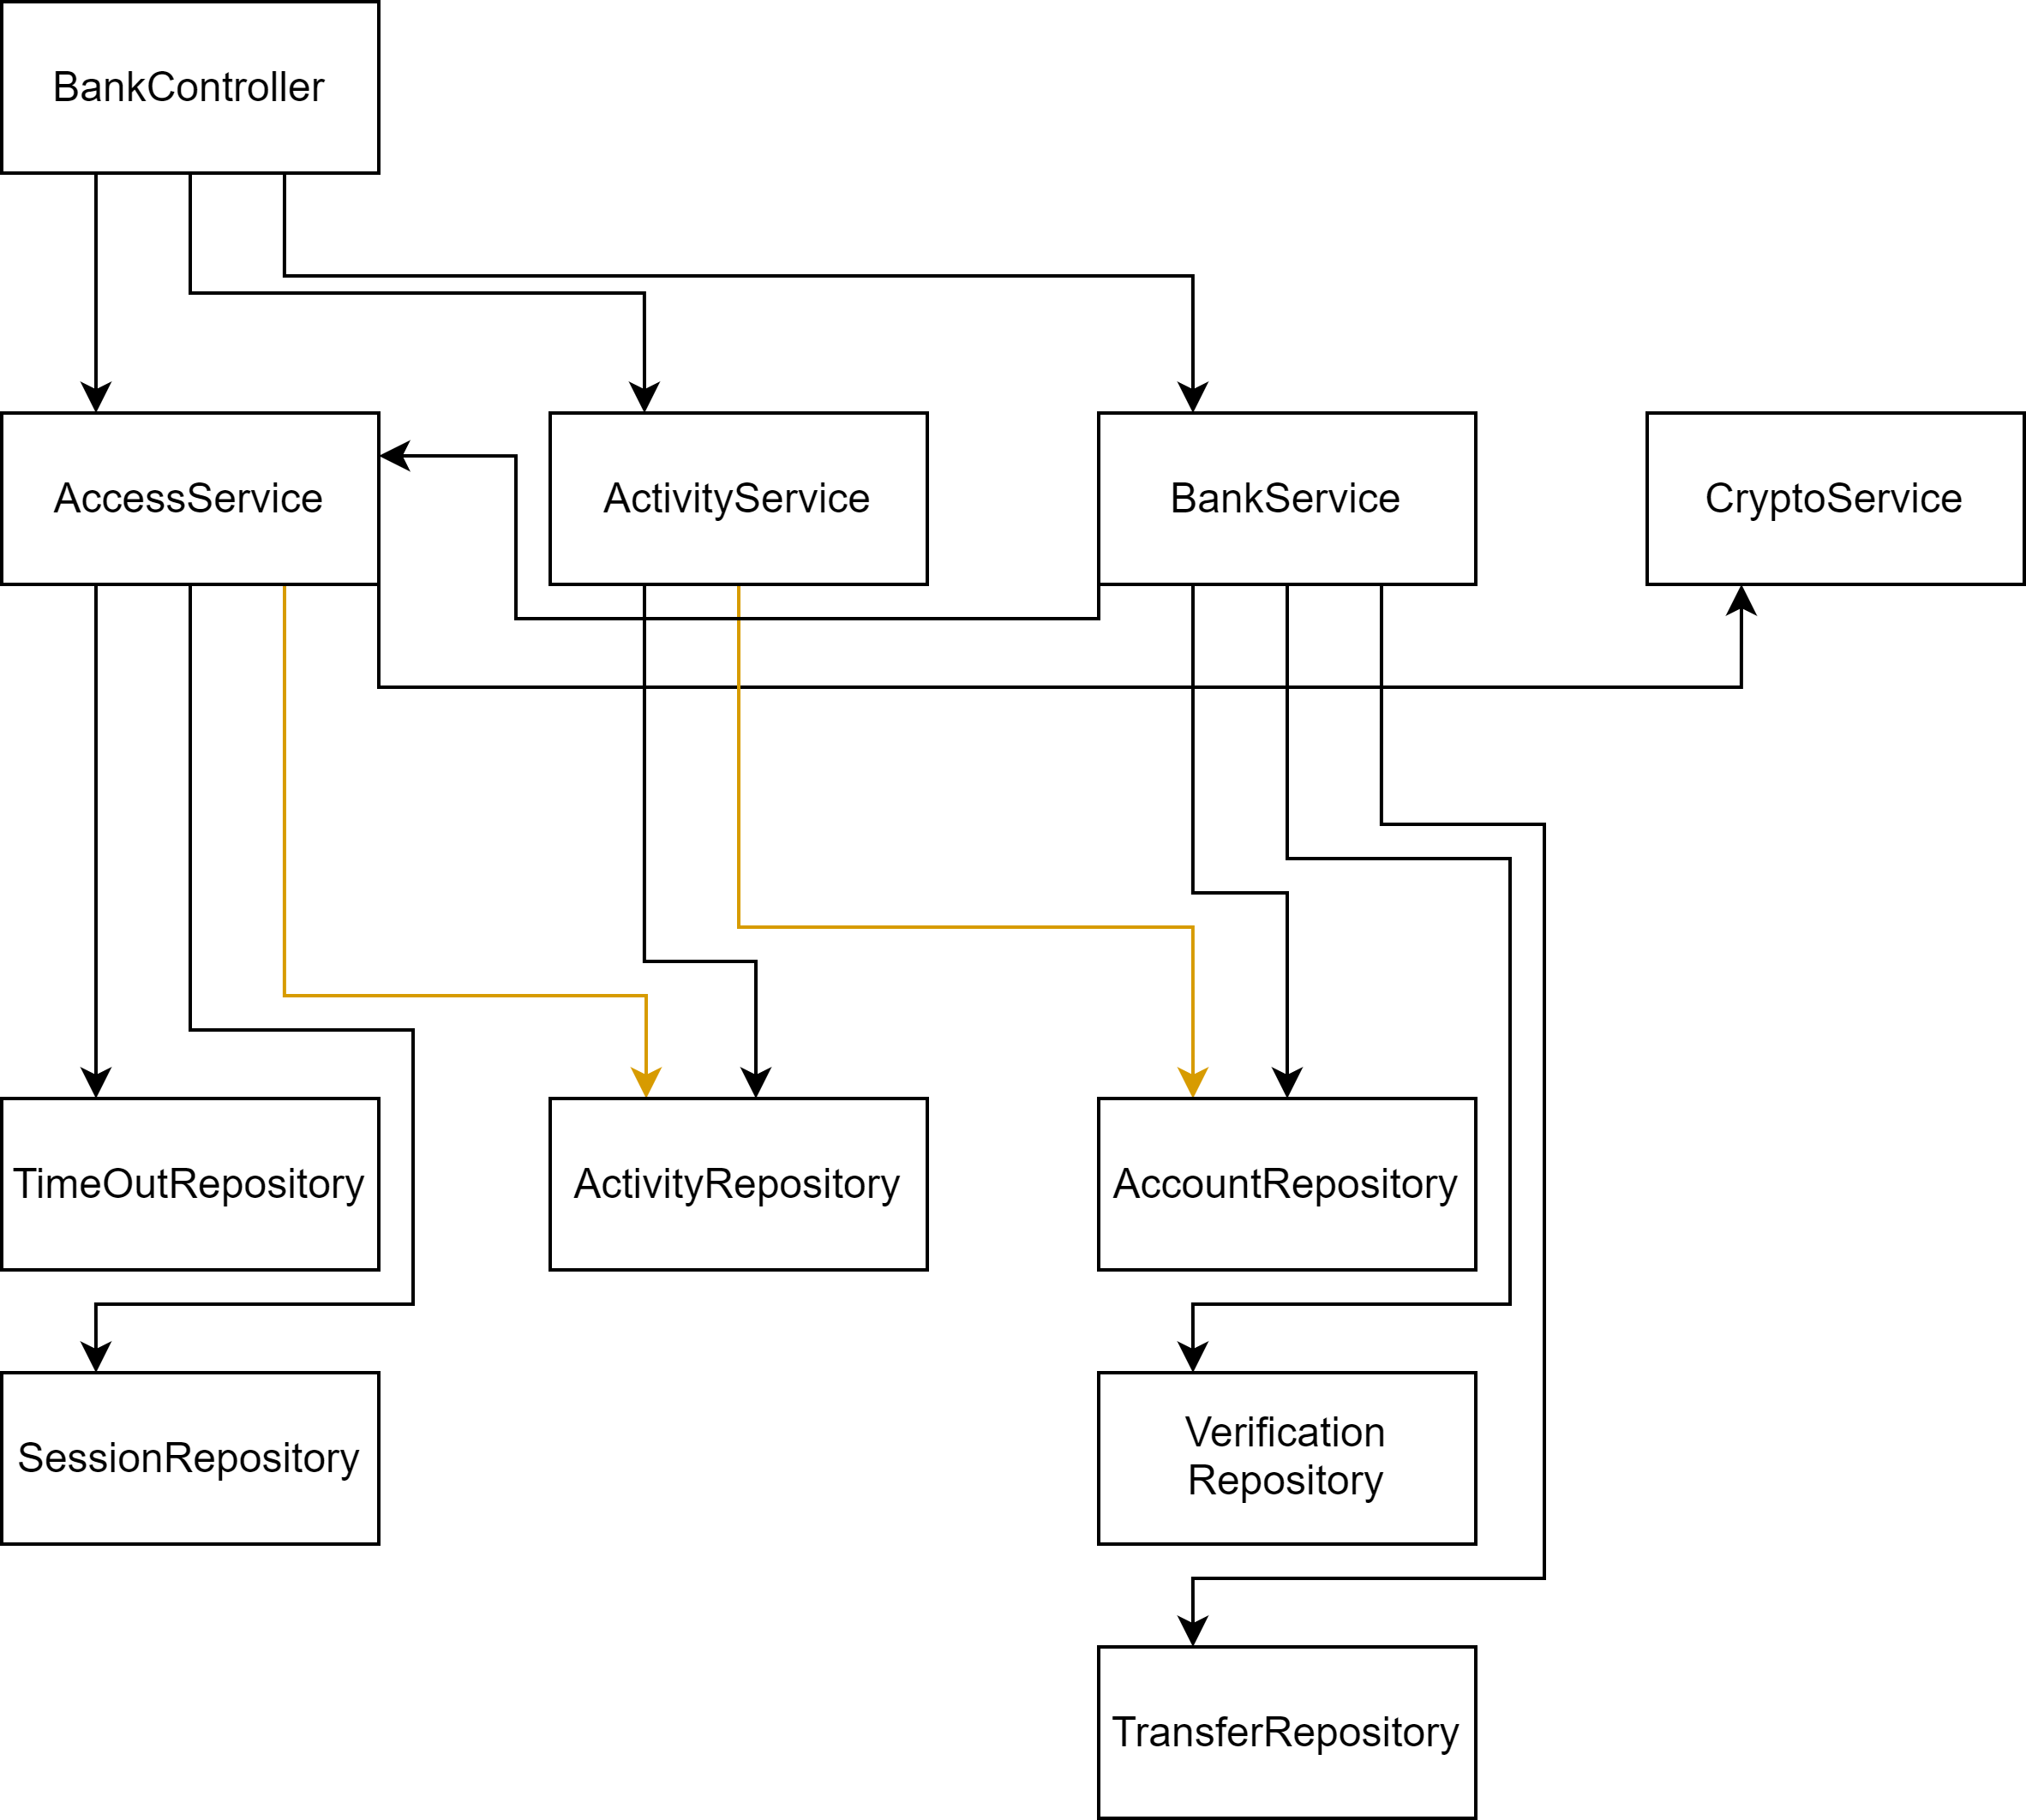 BankController
AccessService
ActivityService
BankService
CryptoService
TimeOutRepository
ActivityRepository
AccountRepository
SessionRepository
Verification
Repository
TransferRepository